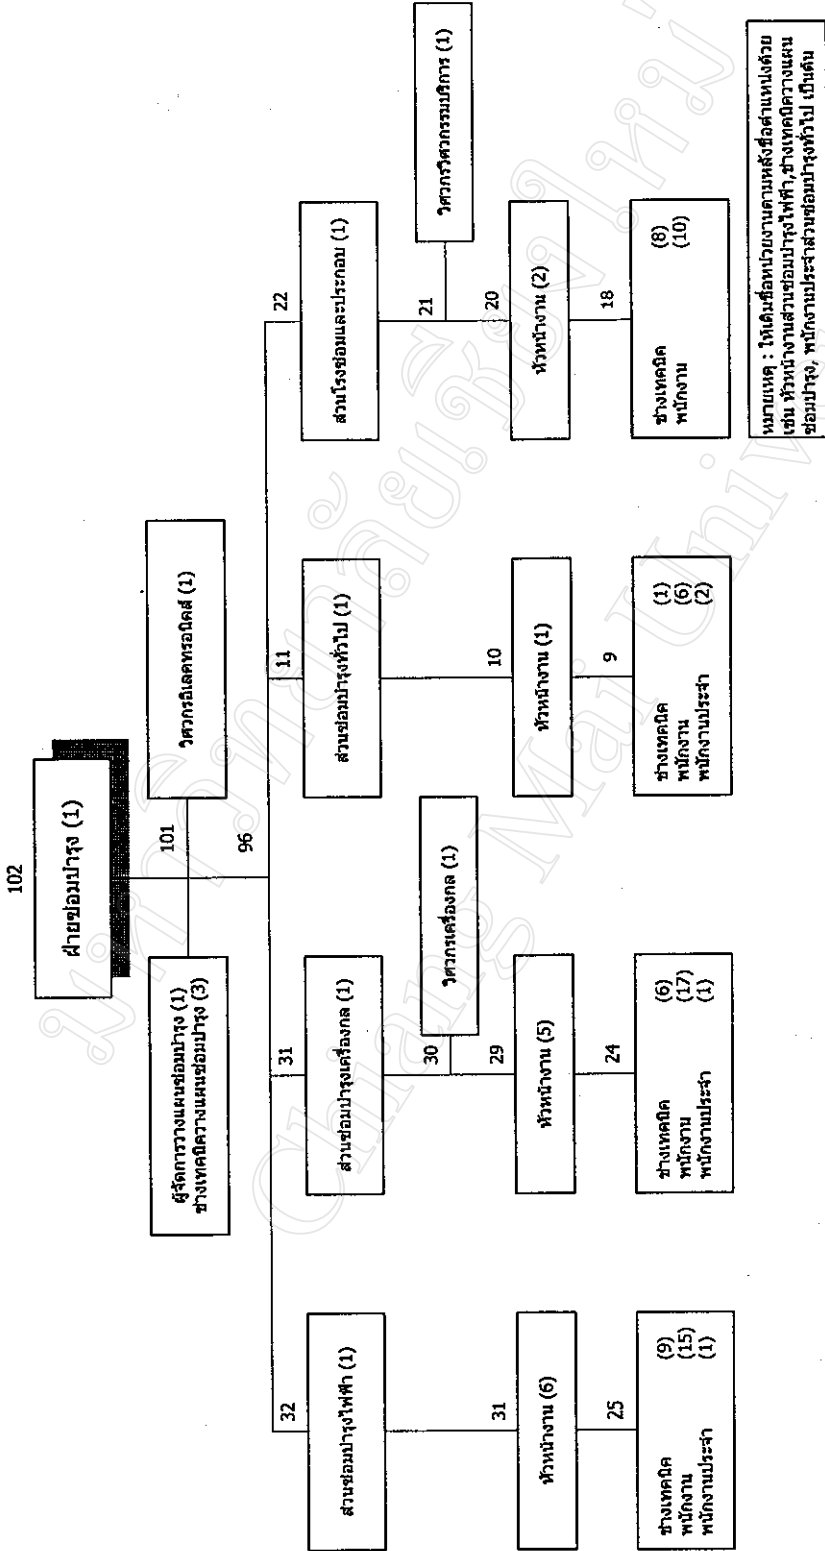 102
ฝ่ายซ่อมบำรุง (1)
101
ผู้จัดการวางแผนซ่อมบำรุง (1)
ช่างเทคนิควางแผนซ่อมบำรุง (3)
วิศวกรอิเลคทรอนิคส์ (1)
96
32
31
11
22
ส่วนซ่อมบำรุงไฟฟ้า (1)
ส่วนซ่อมบำรุงเครื่องกล (1)
ส่วนซ่อมบำรุงทั่วไป (1)
ส่วนโรงซ่อมและประกอบ (1)
30
วิศวกรเครื่องกล (1)
21
วิศวกรวิศวกรรมบริการ (1)
31
29
10
20
หัวหน้างาน (6)
หัวหน้างาน (5)
หัวหน้างาน (1)
หัวหน้างาน (2)
25
24
9
18
ช่างเทคนิค (9)
พนักงาน (15)
พนักงานประจำ (1)
ช่างเทคนิค (6)
พนักงาน (17)
พนักงานประจำ (1)
ช่างเทคนิค (1)
พนักงาน (6)
พนักงานประจำ (2)
ช่างเทคนิค (8)
พนักงาน (10)
หมายเหตุ : ให้เติมชื่อหน่วยงานตามหลังชื่อตำแหน่งด้วย
เช่น หัวหน้างานส่วนซ่อมบำรุงไฟฟ้า,ช่างเทคนิควางแผน
ซ่อมบำรุง, พนักงานประจำส่วนซ่อมบำรุงทั่วไป เป็นต้น
มหาวิทยาลัยเชียงใหม่
Chiang Mai Univer